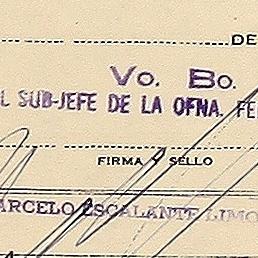 DE
Vo. Bo.
L SUB-JEFE DE LA OFNA. FE
FIRMA Y SELLO
ARCELO ESCALANTE LIMO